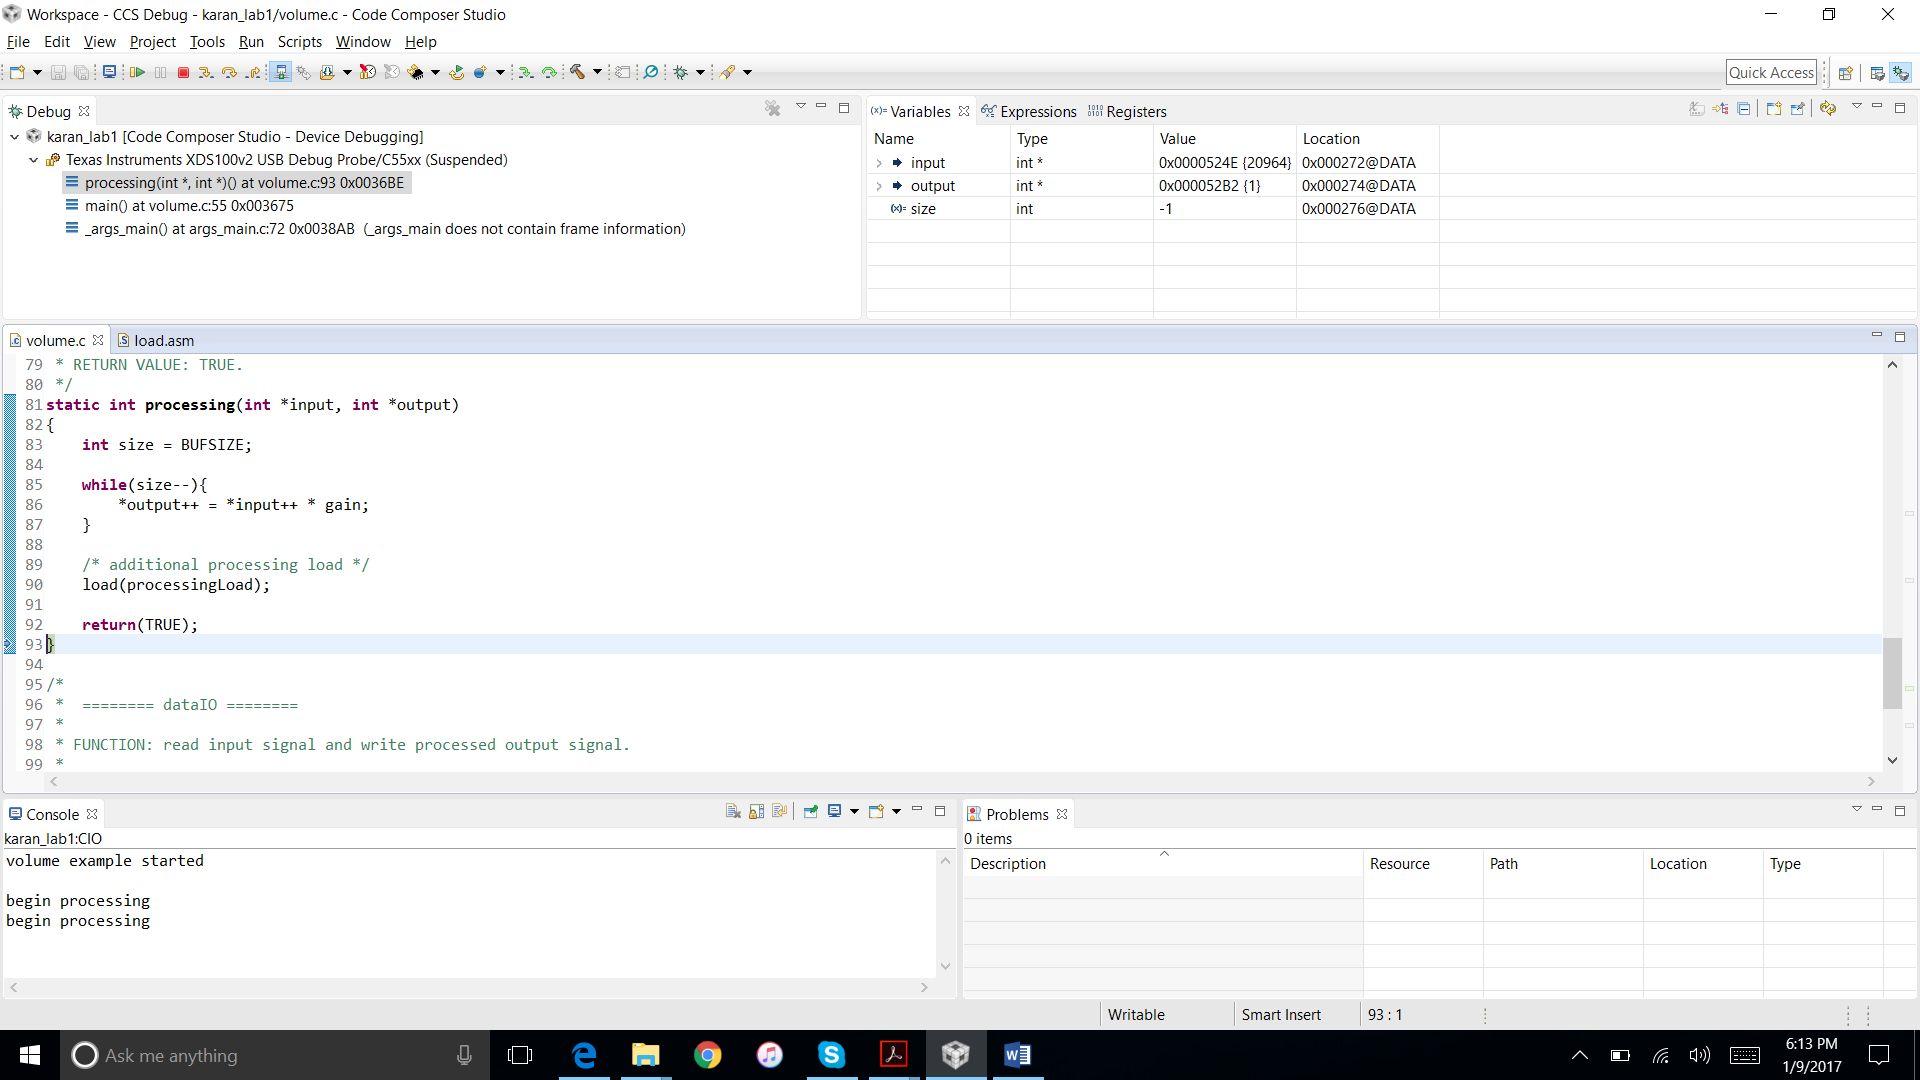 Workspace - CCS Debug - karan_lab1/volume.c - Code Composer Studio
File Edit View Project Tools Run Scripts Window Help
Quick Access
Debug
karan_lab1 [Code Composer Studio - Device Debugging]
Texas Instruments XDS100v2 USB Debug Probe/C55xx (Suspended)
processing(int *, int *)() at volume.c:93 0x0036BE
main() at volume.c:55 0x003675
_args_main() at args_main.c:72 0x0038AB (_args_main does not contain frame information)
(x)= Variables Expressions 1010 0101 Registers
Name Type Value Location
input int * 0x0000524E {20964} 0x000272@DATA
output int * 0x000052B2 {1} 0x000274@DATA
(x)= size int -1 0x000276@DATA
volume.c load.asm
79 * RETURN VALUE: TRUE.
80 */
81 static int processing(int *input, int *output)
82 {
83 int size = BUFSIZE;
84
85 while(size--){
86 *output++ = *input++ * gain;
87 }
88
89 /* additional processing load */
90 load(processingLoad);
91
92 return(TRUE);
93 }
94
95 /*
96 * ======== dataIO ========
97 *
98 * FUNCTION: read input signal and write processed output signal.
99 *
Console
karan_lab1:CIO
volume example started
begin processing
begin processing
Problems
0 items
Description Resource Path Location Type
Writable Smart Insert 93 : 1
Ask me anything
6:13 PM
1/9/2017